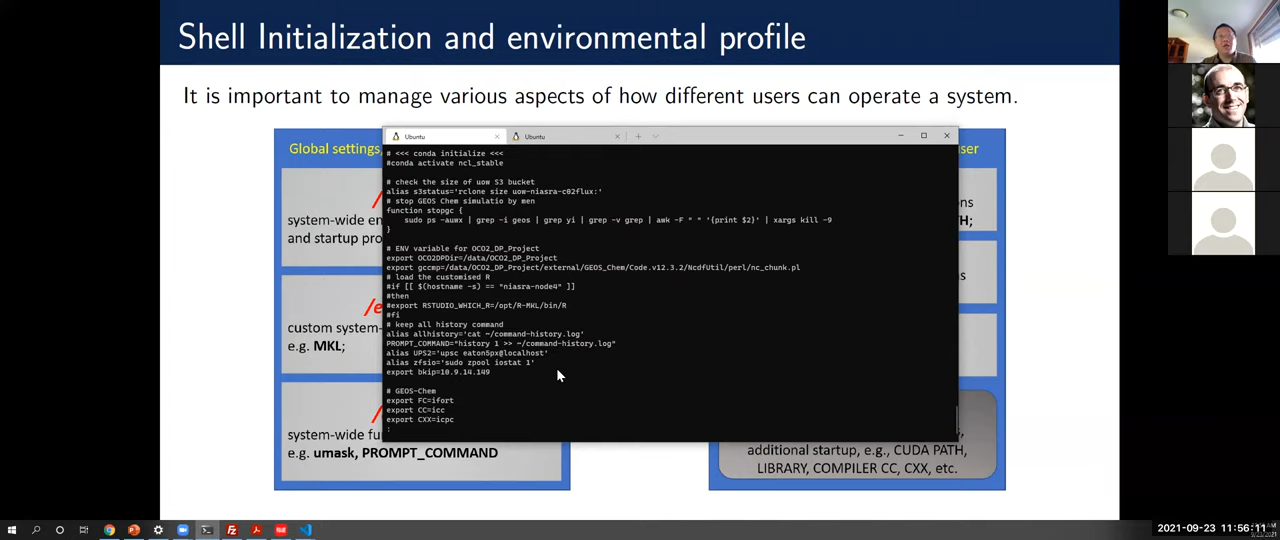 Shell Initialization and environmental profile
It is important to manage various aspects of how different users can operate a system.
Global settings,
system-wide en
and startup pro
/e
custom system-
e.g. MKL;
system-wide fu
e.g. umask, PROMPT_COMMAND
Ubuntu
Ubuntu
# <<< conda initialize <<<
#conda activate ncl_stable
# check the size of uow S3 bucket
alias s3status='rclone size uow-niasra-c02flux:'
# stop GEOS Chem simulatio by men
function stopgc {
sudo ps -auwx | grep -i geos | grep yi | grep -v grep | awk -F " " '{print $2}' | xargs kill -9
}
# ENV variable for OCO2_DP_Project
export OCO2DPDir=/data/OCO2_DP_Project
export gccmp=/data/OCO2_DP_Project/external/GEOS_Chem/Code.v12.3.2/NcdfUtil/perl/nc_chunk.pl
# load the customised R
#if [[ $(hostname -s) == "niasra-node4" ]]
#then
#export RSTUDIO_WHICH_R=/opt/R-MKL/bin/R
#fi
# keep all history command
alias allhistory='cat ~/command-history.log'
PROMPT_COMMAND="history 1 >> ~/command-history.log"
alias UPS2='upsc eaton5px@localhost'
alias zfsio='sudo zpool iostat 1'
export bkip=10.9.14.149
# GEOS-Chem
export FC=ifort
export CC=icc
export CXX=icpc
:
ser
ons
H;
additional startup, e.g., CUDA PATH,
LIBRARY, COMPILER CC, CXX, etc.
2021-09-23 11:56:11